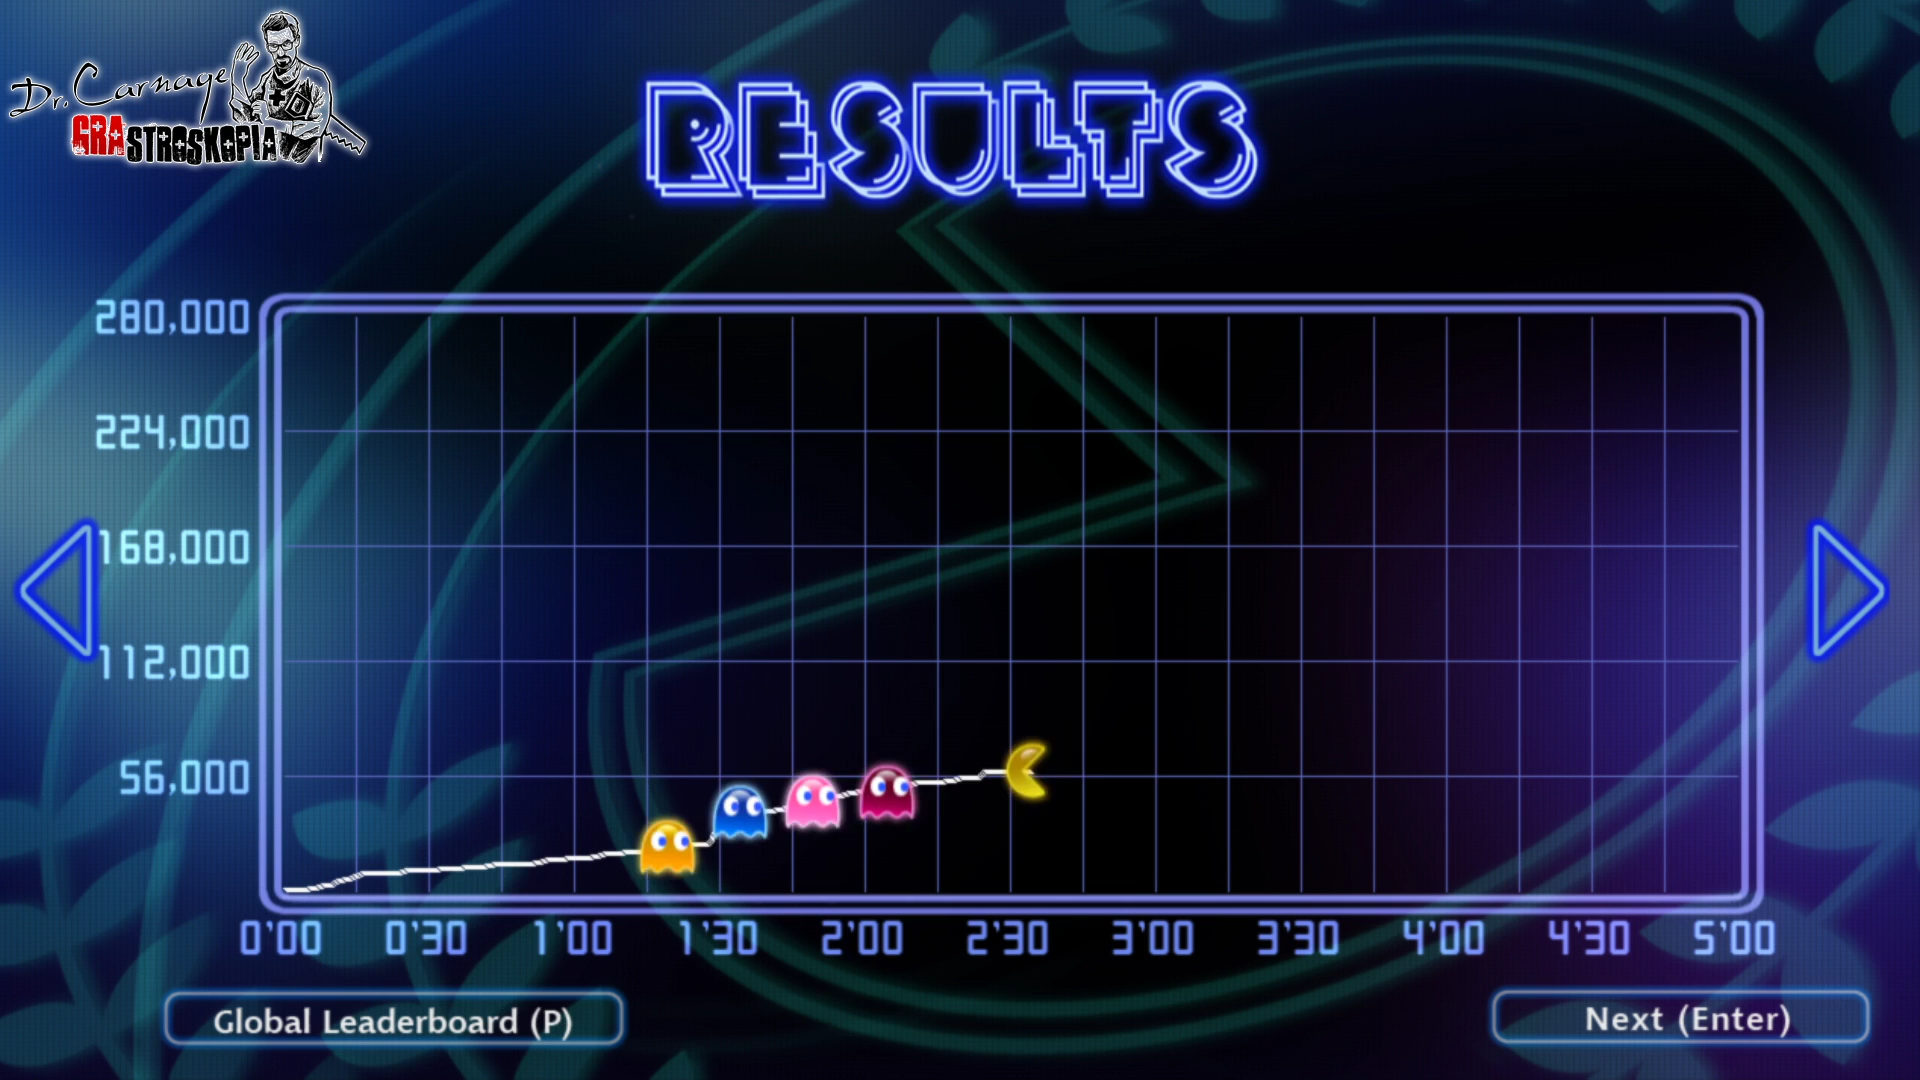 Dr. Carnage
GRASTROSKOPIA
RESULTS
280,000
224,000
168,000
112,000
56,000
0'00 0'30 1'00 1'30 2'00 2'30 3'00 3'30 4'00 4'30 5'00
Global Leaderboard (P)
Next (Enter)